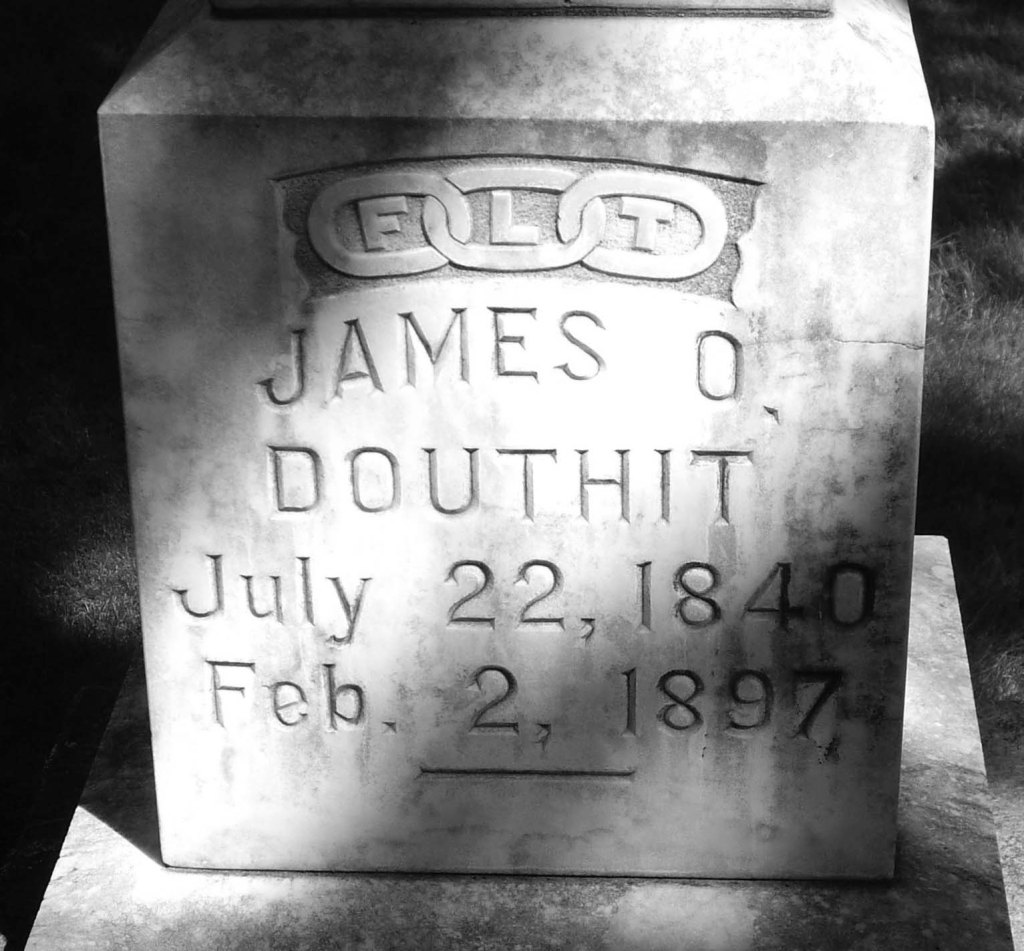 F L T
JAMES O.
DOUTHIT
July 22, 1840
Feb. 2, 1897